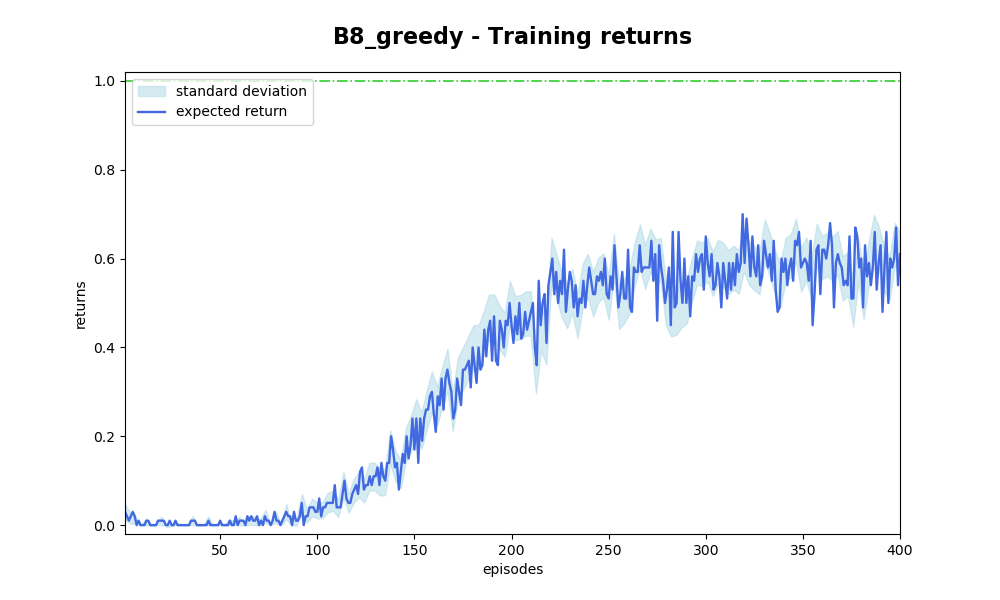 B8_greedy - Training returns
1.0
standard deviation
expected return
0.8
0.6
0.4
0.2
0.0
returns
50 100 150 200 250 300 350 400
episodes